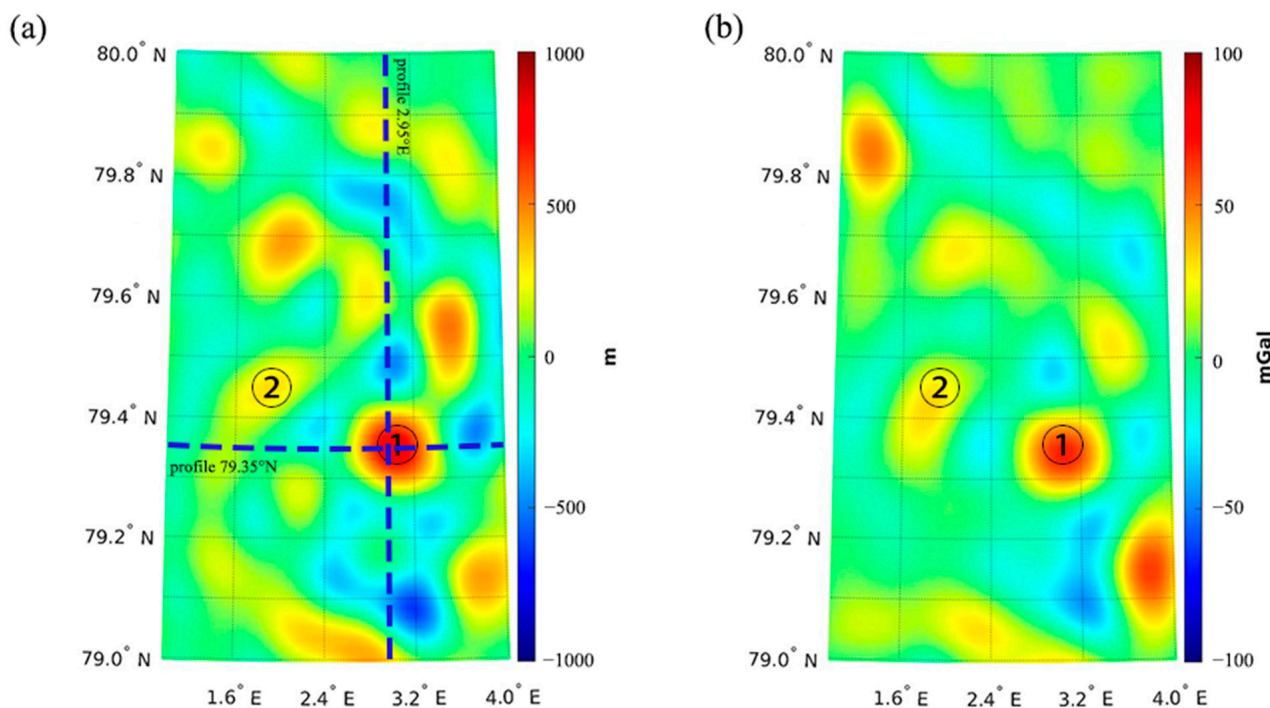 (a)
(b)
80.0° N
79.8° N
79.6° N
79.4° N
79.2° N
79.0° N
1.6° E
2.4° E
3.2° E
4.0° E
profile 2.95°E
profile 79.35°N
1
2
1000
500
0
−500
−1000
m
80.0° N
79.8° N
79.6° N
79.4° N
79.2° N
79.0° N
1.6° E
2.4° E
3.2° E
4.0° E
1
2
100
50
0
−50
−100
mGal